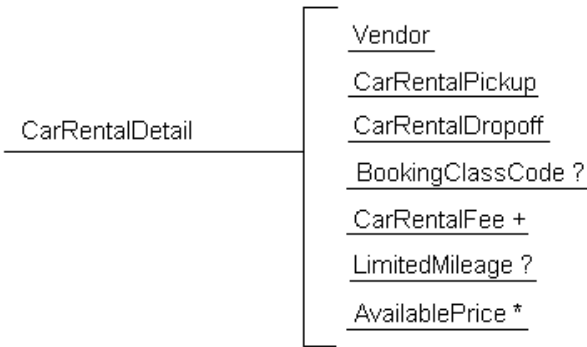 Vendor
CarRentalPickup
CarRentalDetail
CarRentalDropoff
BookingClassCode ?
CarRentalFee +
LimitedMileage ?
AvailablePrice *